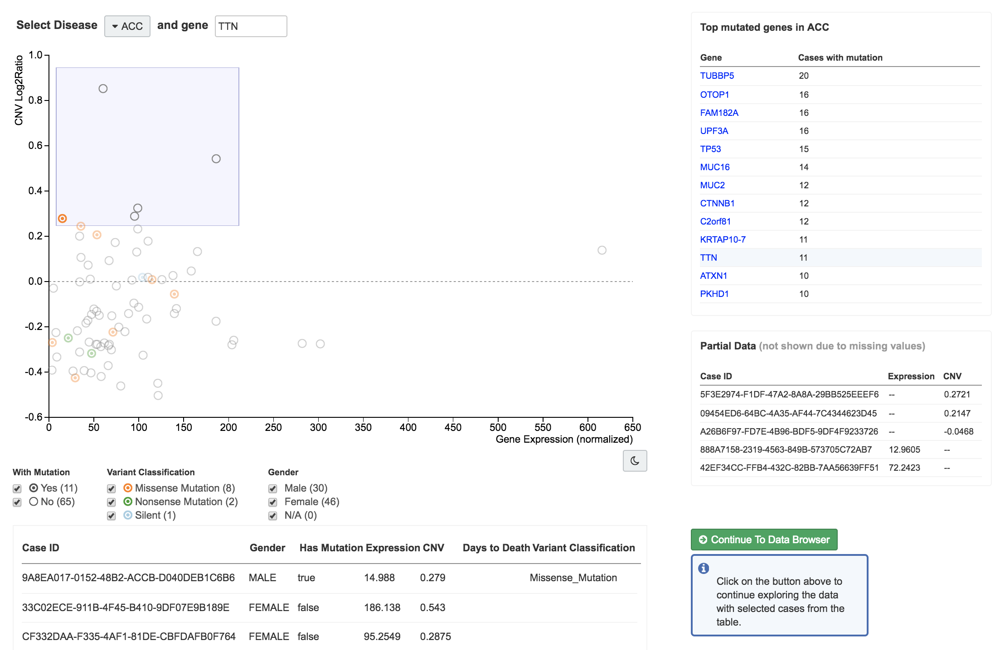 Select Disease ACC and gene TTN
CNV Log2Ratio
1.0
0.8
0.6
0.4
0.2
0.0
-0.2
-0.4
-0.6
0 50 100 150 200 250 300 350 400 450 500 550 600 650
Gene Expression (normalized)
With Mutation
Yes (11)
No (65)
Variant Classification
Missense Mutation (8)
Nonsense Mutation (2)
Silent (1)
Gender
Male (30)
Female (46)
N/A (0)
Case ID Gender Has Mutation Expression CNV Days to Death Variant Classification
9A8EA017-0152-48B2-ACCB-D040DEB1C6B6 MALE true 14.988 0.279 Missense_Mutation
33C02ECE-911B-4F45-B410-9DF07E9B189E FEMALE false 186.138 0.543
CF332DAA-F335-4AF1-81DE-CBFDAFB0F764 FEMALE false 95.2549 0.2875
Top mutated genes in ACC
Gene Cases with mutation
TUBBP5 20
OTOP1 16
FAM182A 16
UPF3A 16
TP53 15
MUC16 14
MUC2 12
CTNNB1 12
C2orf81 12
KRTAP10-7 11
TTN 11
ATXN1 10
PKHD1 10
Partial Data (not shown due to missing values)
Case ID Expression CNV
5F3E2974-F1DF-47A2-8A8A-29BB525EEEF6 -- 0.2721
09454ED6-64BC-4A35-AF44-7C4344623D45 -- 0.2147
A26B6F97-FD7E-4B96-BDF5-9DF4F9233726 -- -0.0468
888A7158-2319-4563-849B-573705C72AB7 12.9605 --
42EF34CC-FFB4-432C-82BB-7AA56639FF51 72.2423 --
Continue To Data Browser
Click on the button above to
continue exploring the data
with selected cases from the
table.